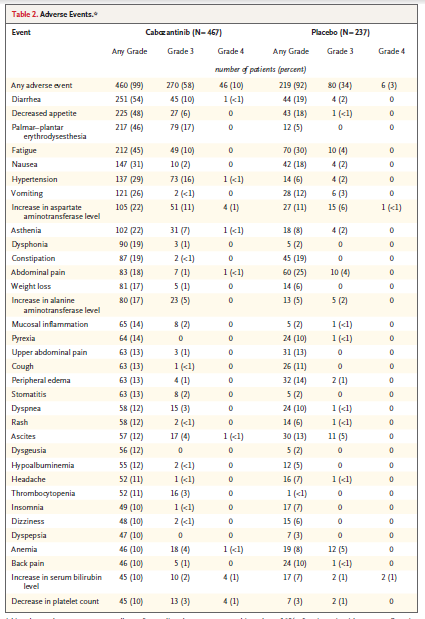 Table 2. Adverse Events.*
Event Cabozantinib (N=467) Placebo (N=237)
Any Grade Grade 3 Grade 4 Any Grade Grade 3 Grade 4
number of patients (percent)
Any adverse event 460 (99) 270 (58) 46 (10) 219 (92) 80 (34) 6 (3)
Diarrhea 251 (54) 45 (10) 1 (<1) 44 (19) 4 (2) 0
Decreased appetite 225 (48) 27 (6) 0 43 (18) 1 (<1) 0
Palmar–plantar
erythrodysesthesia 217 (46) 79 (17) 0 12 (5) 0 0
Fatigue 212 (45) 49 (10) 0 70 (30) 10 (4) 0
Nausea 147 (31) 10 (2) 0 42 (18) 4 (2) 0
Hypertension 137 (29) 73 (16) 1 (<1) 14 (6) 4 (2) 0
Vomiting 121 (26) 2 (<1) 0 28 (12) 6 (3) 0
Increase in aspartate
aminotransferase level 105 (22) 51 (11) 4 (1) 27 (11) 15 (6) 1 (<1)
Asthenia 102 (22) 31 (7) 1 (<1) 18 (8) 4 (2) 0
Dysphonia 90 (19) 3 (1) 0 5 (2) 0 0
Constipation 87 (19) 2 (<1) 0 45 (19) 0 0
Abdominal pain 83 (18) 7 (1) 1 (<1) 60 (25) 10 (4) 0
Weight loss 81 (17) 5 (1) 0 14 (6) 0 0
Increase in alanine
aminotransferase level 80 (17) 23 (5) 0 13 (5) 5 (2) 0
Mucosal inflammation 65 (14) 8 (2) 0 5 (2) 1 (<1) 0
Pyrexia 64 (14) 0 0 24 (10) 1 (<1) 0
Upper abdominal pain 63 (13) 3 (1) 0 31 (13) 0 0
Cough 63 (13) 1 (<1) 0 26 (11) 0 0
Peripheral edema 63 (13) 4 (1) 0 32 (14) 2 (1) 0
Stomatitis 63 (13) 8 (2) 0 5 (2) 0 0
Dyspnea 58 (12) 15 (3) 0 24 (10) 1 (<1) 0
Rash 58 (12) 2 (<1) 0 14 (6) 1 (<1) 0
Ascites 57 (12) 17 (4) 1 (<1) 30 (13) 11 (5) 0
Dysgeusia 56 (12) 0 0 5 (2) 0 0
Hypoalbuminemia 55 (12) 2 (<1) 0 12 (5) 0 0
Headache 52 (11) 1 (<1) 0 16 (7) 1 (<1) 0
Thrombocytopenia 52 (11) 16 (3) 0 1 (<1) 0 0
Insomnia 49 (10) 1 (<1) 0 17 (7) 0 0
Dizziness 48 (10) 2 (<1) 0 15 (6) 0 0
Dyspepsia 47 (10) 0 0 7 (3) 0 0
Anemia 46 (10) 18 (4) 1 (<1) 19 (8) 12 (5) 0
Back pain 46 (10) 5 (1) 0 24 (10) 1 (<1) 0
Increase in serum bilirubin
level 45 (10) 10 (2) 4 (1) 17 (7) 2 (1) 2 (1)
Decrease in platelet count 45 (10) 13 (3) 4 (1) 7 (3) 2 (1) 0